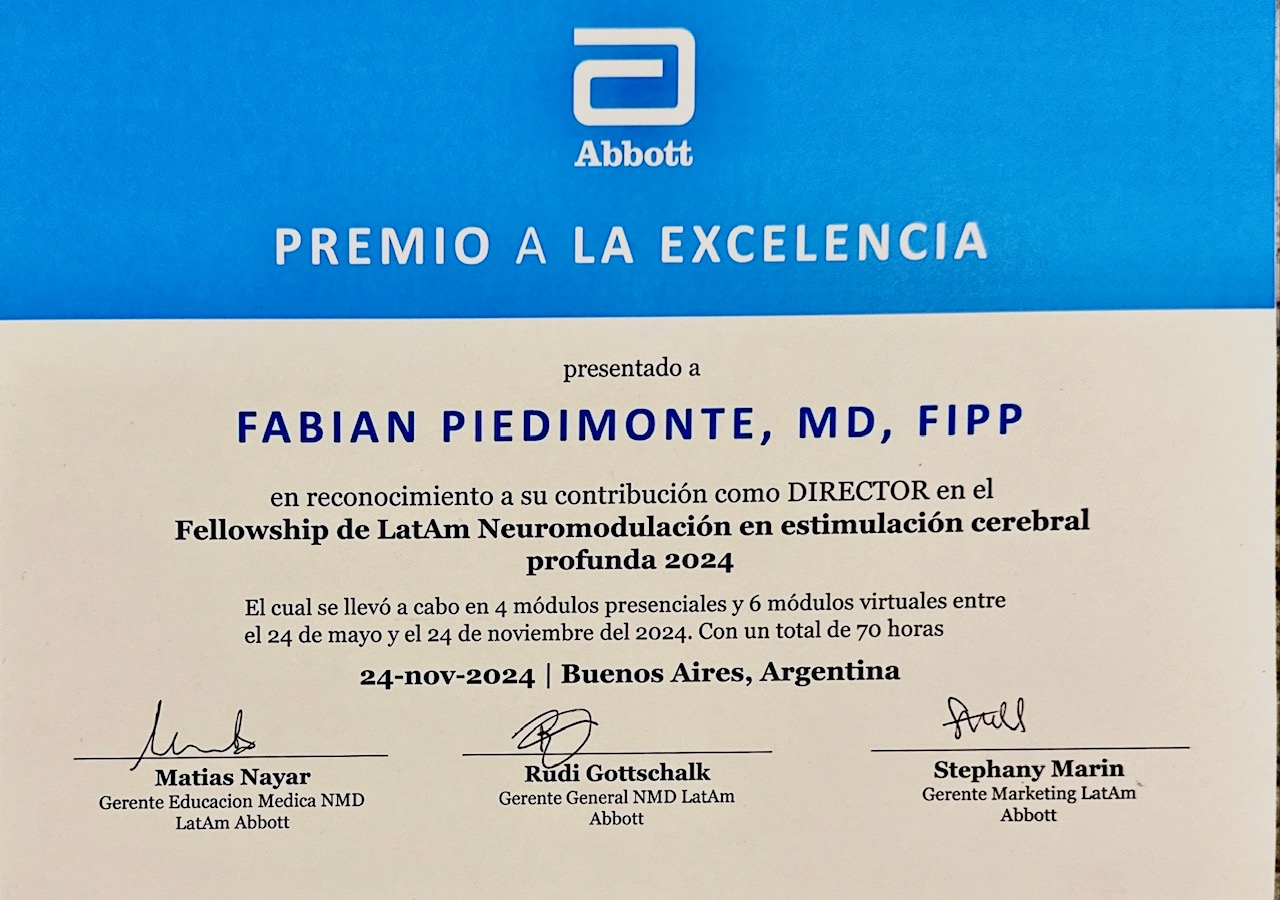 Abbott
PREMIO A LA EXCELENCIA
presentado a
FABIAN PIEDIMONTE, MD, FIPP
en reconocimiento a su contribución como DIRECTOR en el
Fellowship de LatAm Neuromodulación en estimulación cerebral
profunda 2024
El cual se llevó a cabo en 4 módulos presenciales y 6 módulos virtuales entre
el 24 de mayo y el 24 de noviembre del 2024. Con un total de 70 horas
24-nov-2024 | Buenos Aires, Argentina
Matias Nayar
Gerente Educacion Medica NMD
LatAm Abbott
Rudi Gottschalk
Gerente General NMD LatAm
Abbott
Stephany Marin
Gerente Marketing LatAm
Abbott